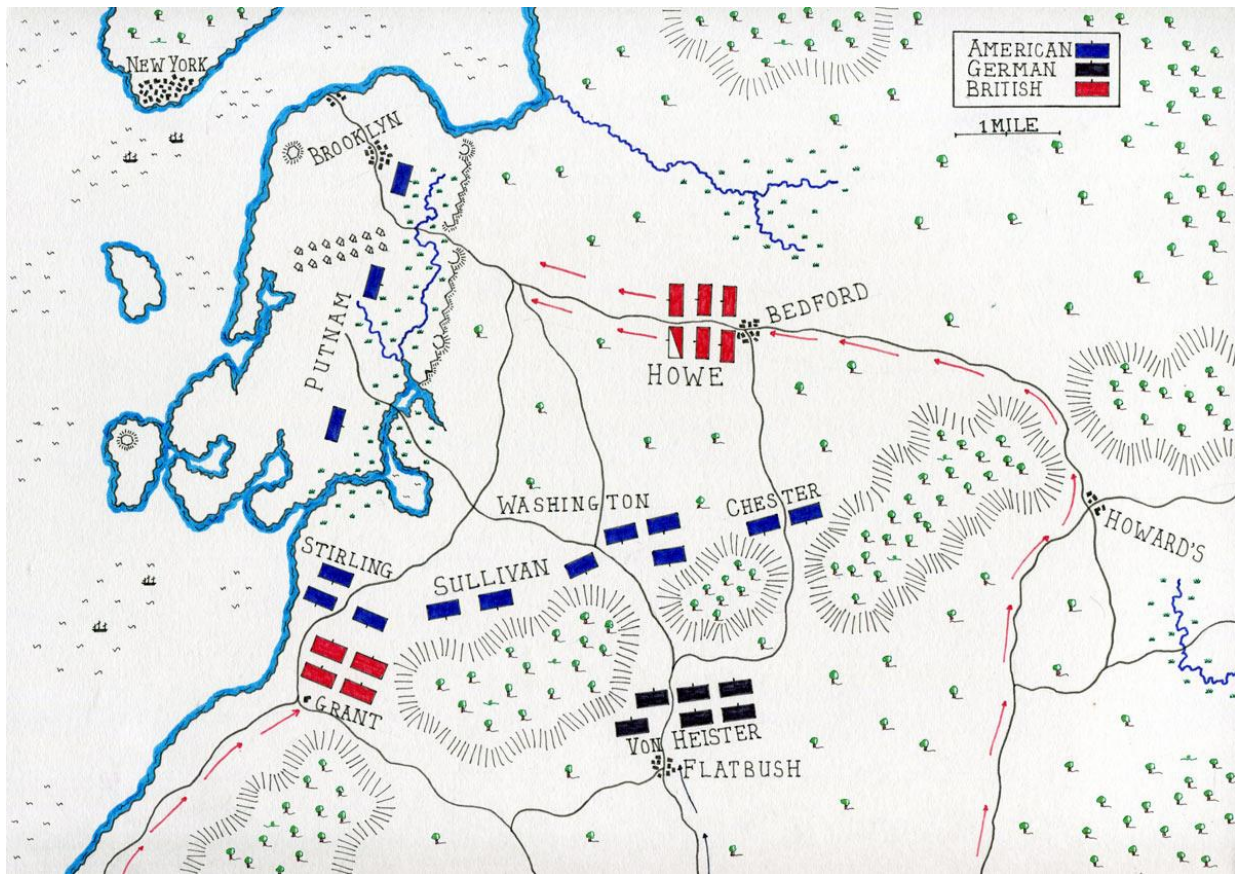 NEW YORK
AMERICAN
GERMAN
BRITISH
1 MILE
BROOKLYN
PUTNAM
BEDFORD
HOWE
WASHINGTON
CHESTER
HOWARD'S
STIRLING
SULLIVAN
GRANT
VON HEISTER
FLATBUSH